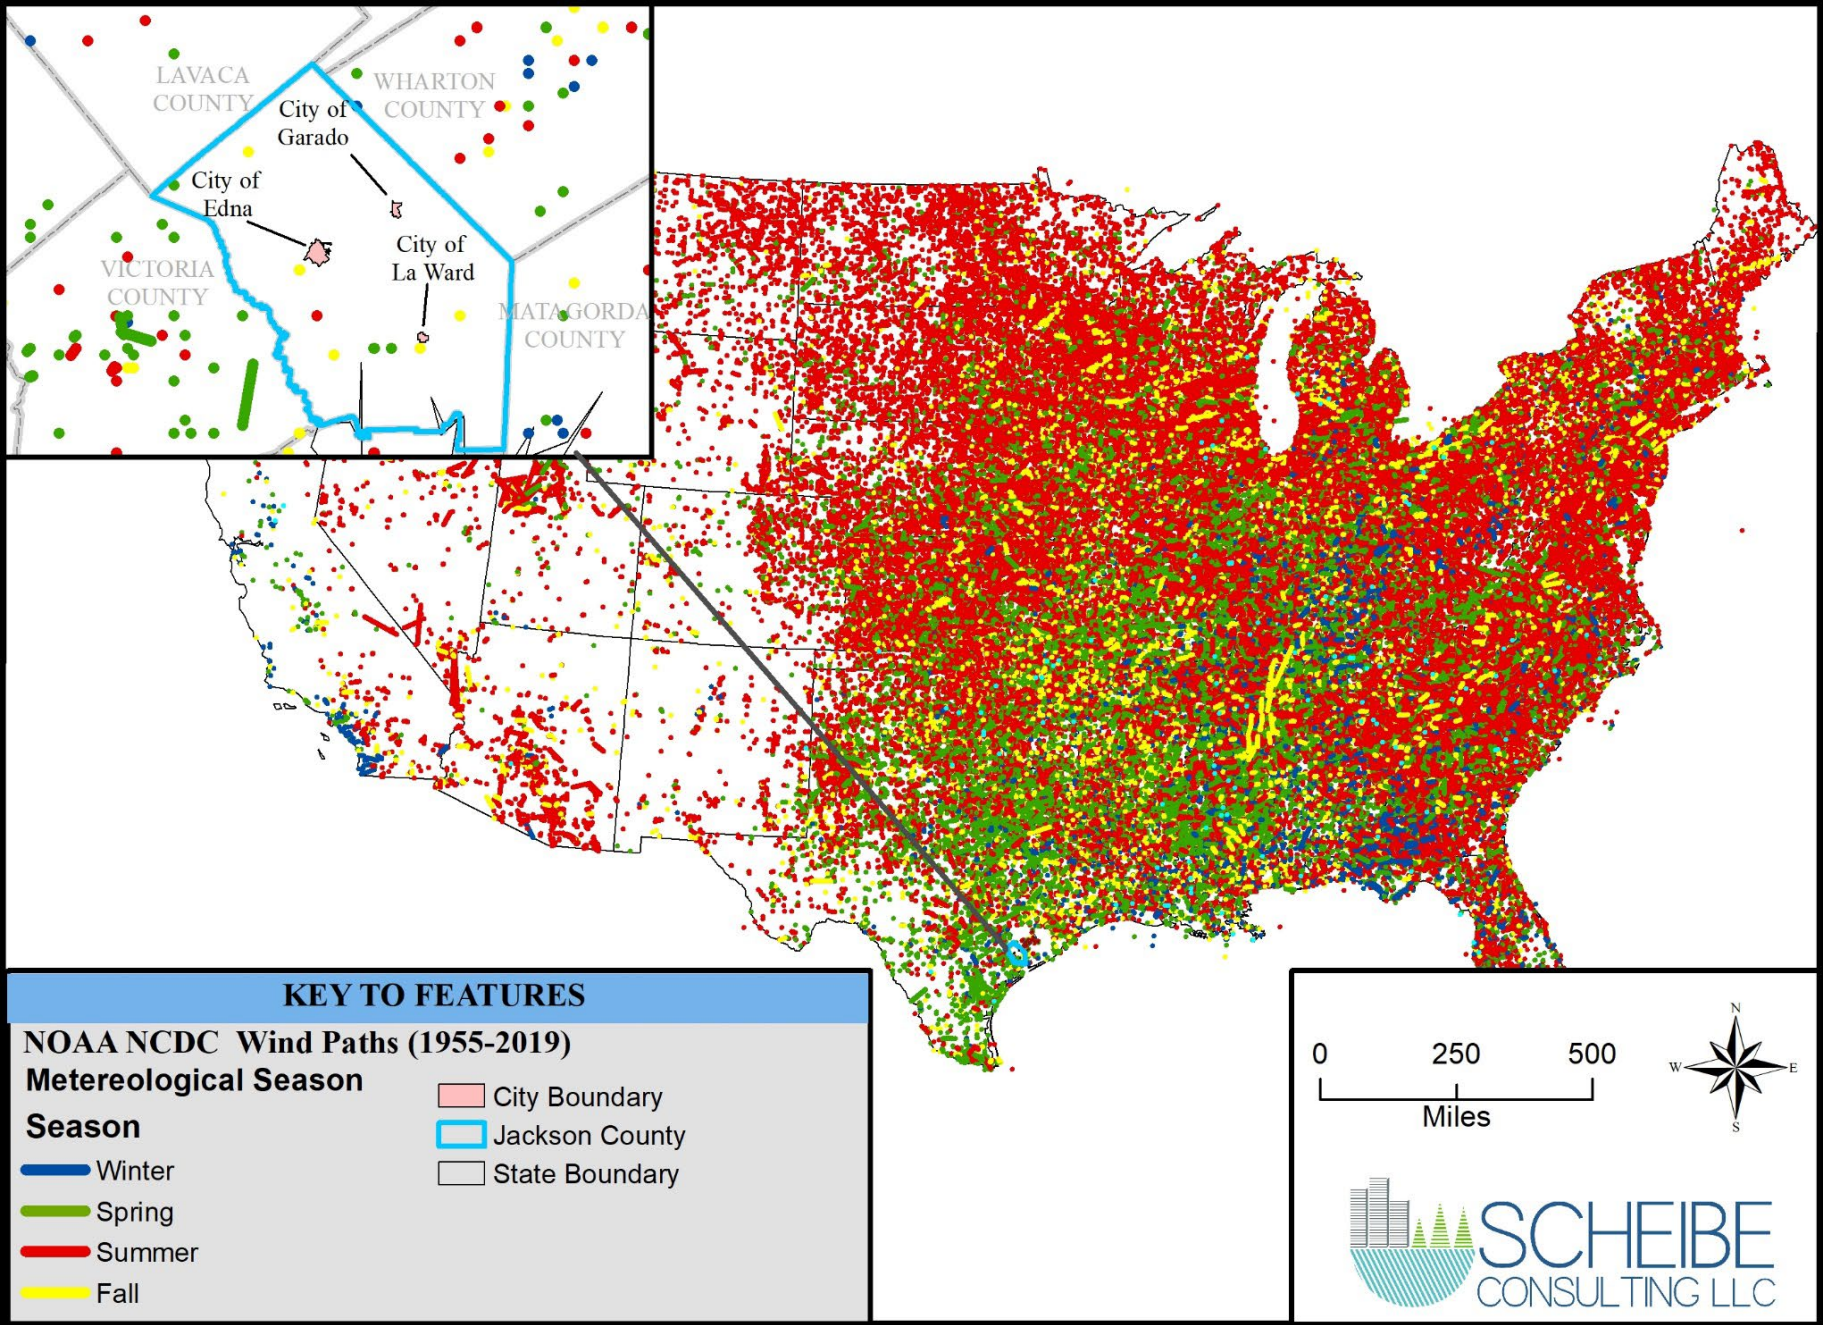 LAVACA
COUNTY
WHARTON
COUNTY
City of
Garado
City of
Edna
City of
La Ward
VICTORIA
COUNTY
MATAGORDA
COUNTY
KEY TO FEATURES
NOAA NCDC Wind Paths (1955-2019)
Metereological Season
Season
Winter
Spring
Summer
Fall
City Boundary
Jackson County
State Boundary
0 250 500
Miles
N
W E
S
SCHEIBE
CONSULTING LLC